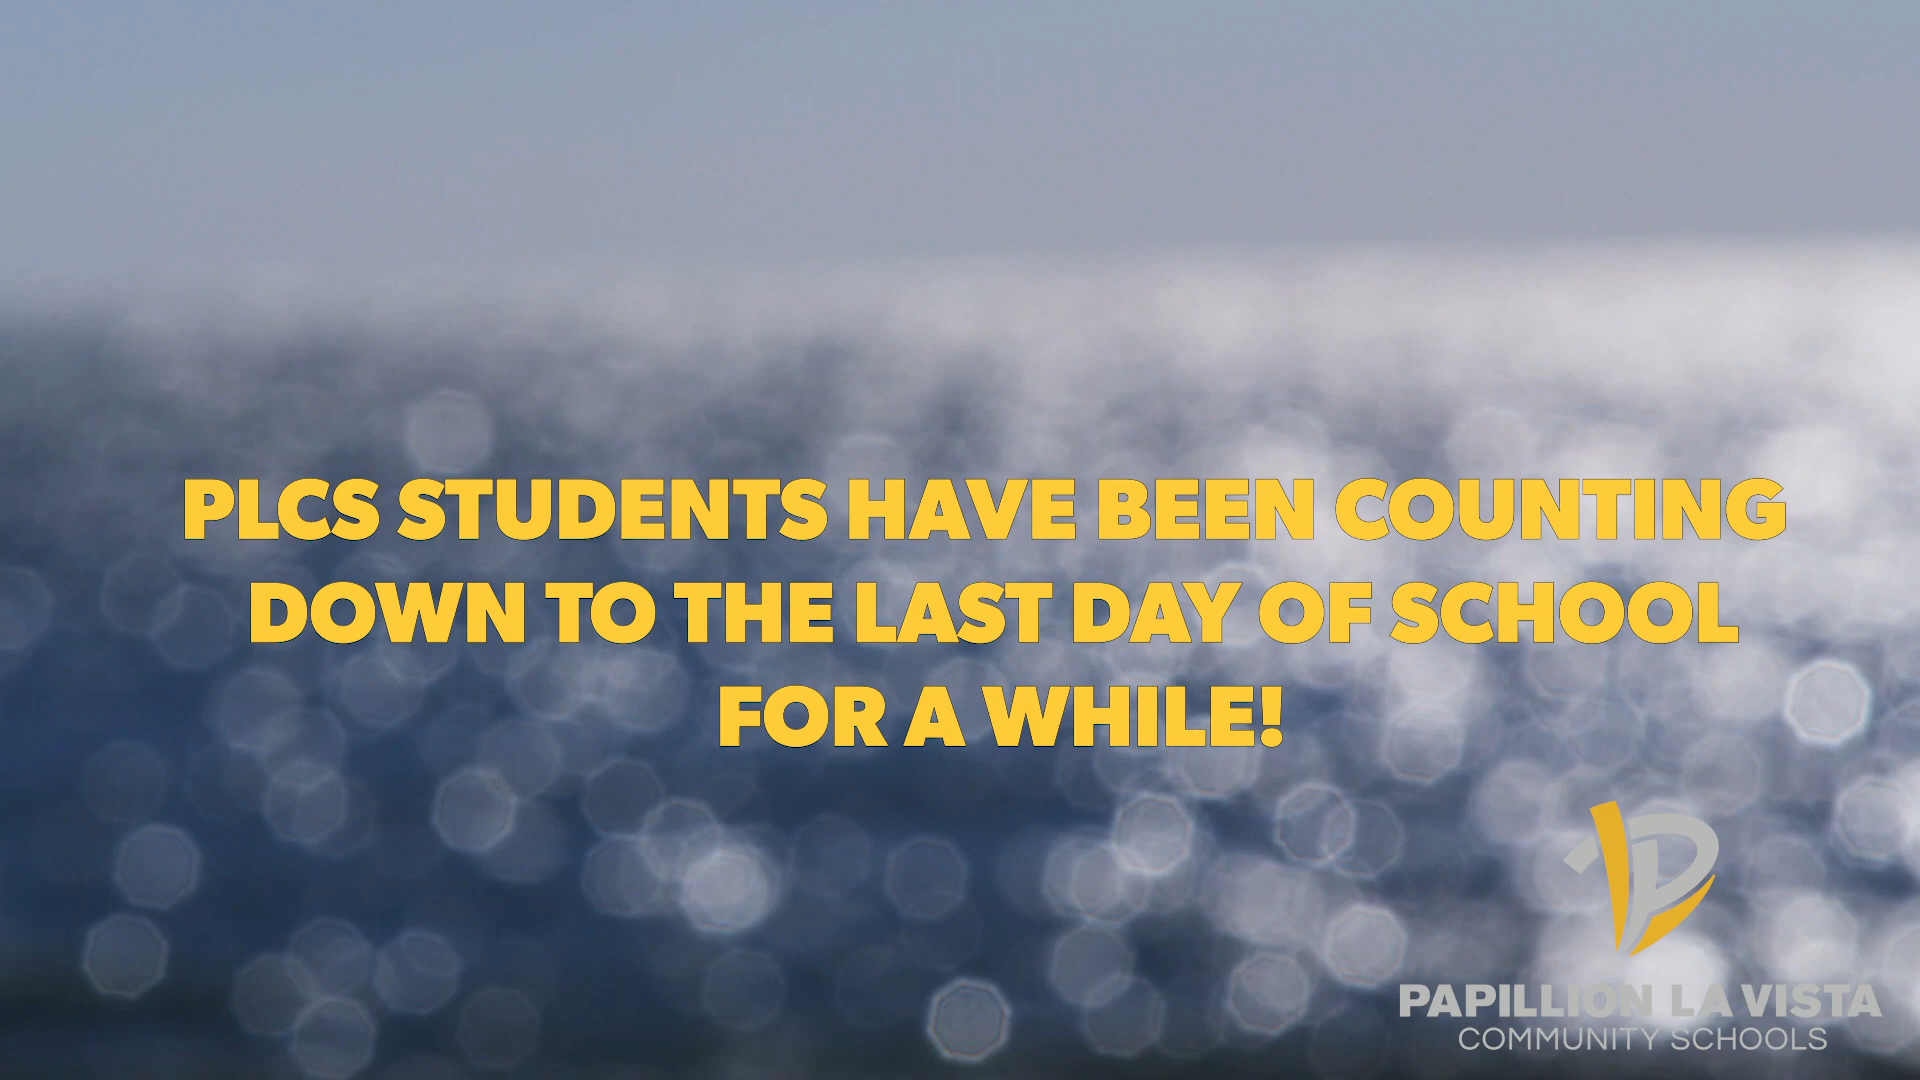 PLCS STUDENTS HAVE BEEN COUNTING
DOWN TO THE LAST DAY OF SCHOOL
FOR A WHILE!
PAPILLION LA VISTA
COMMUNITY SCHOOLS